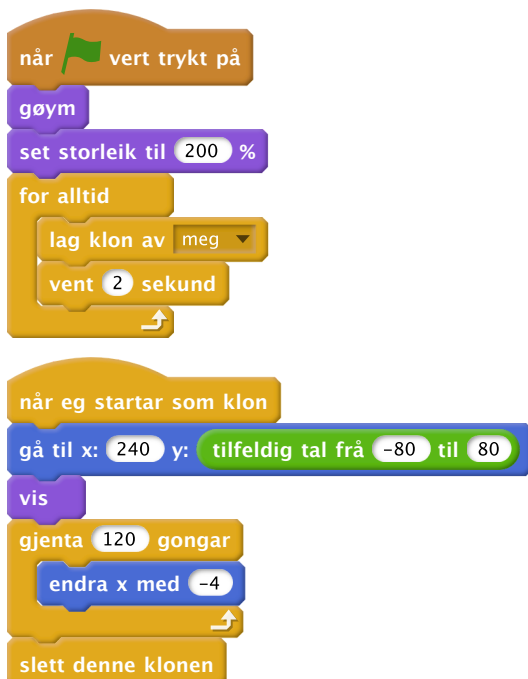 når vert trykt på
gøym
set storleik til 200 %
for alltid
lag klon av meg
vent 2 sekund
når eg startar som klon
gå til x: 240 y: tilfeldig tal frå -80 til 80
vis
gjenta 120 gongar
endra x med -4
slett denne klonen